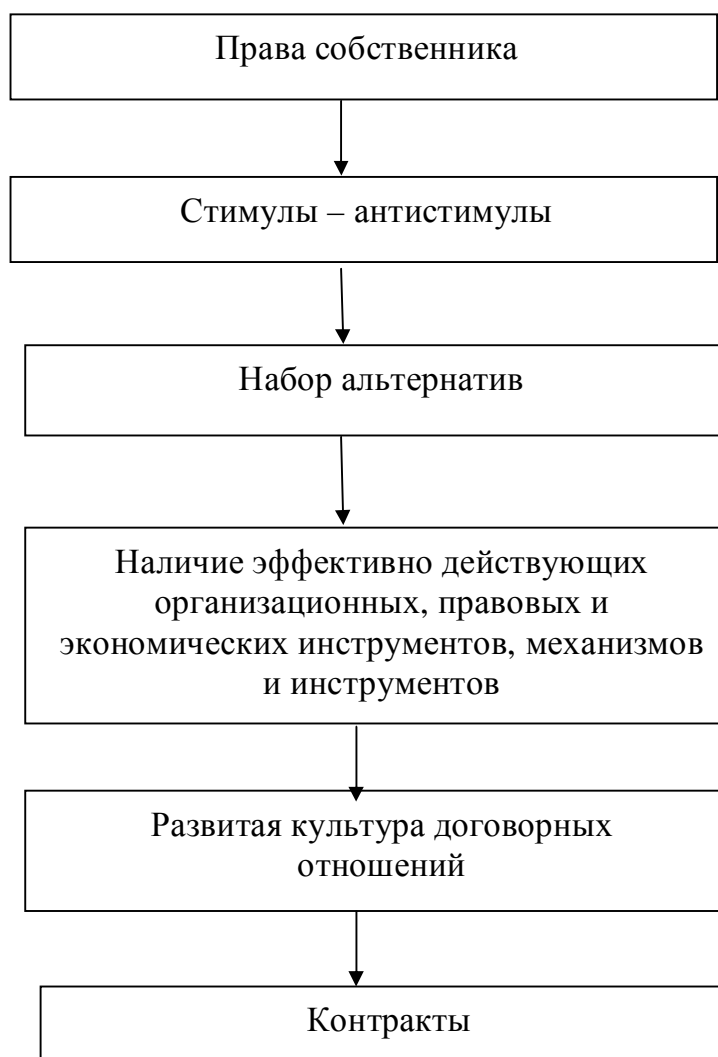 Права собственника
Стимулы – антистимулы
Набор альтернатив
Наличие эффективно действующих
организационных, правовых и
экономических инструментов, механизмов
и инструментов
Развитая культура договорных
отношений
Контракты